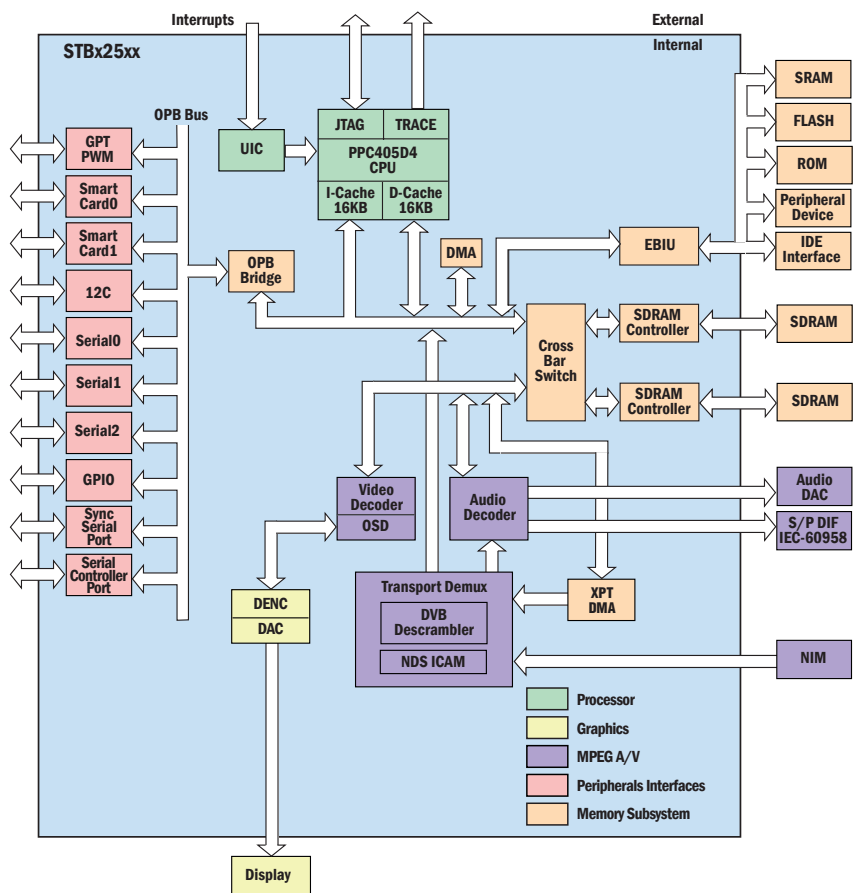 Interrupts
External
Internal
STBx25xx
OPB Bus
GPT
PWM
Smart
Card0
Smart
Card1
12C
Serial0
Serial1
Serial2
GPIO
Sync
Serial
Port
Serial
Controller
Port
UIC
JTAG
TRACE
PPC405D4
CPU
I-Cache
16KB
D-Cache
16KB
OPB
Bridge
DMA
EBIU
SRAM
FLASH
ROM
Peripheral
Device
IDE
Interface
Cross
Bar
Switch
SDRAM
Controller
SDRAM
SDRAM
Controller
SDRAM
Video
Decoder
OSD
Audio
Decoder
Audio
DAC
S/P DIF
IEC-60958
DENC
DAC
Transport Demux
DVB
Descrambler
NDS ICAM
XPT
DMA
NIM
Processor
Graphics
MPEG A/V
Peripherals Interfaces
Memory Subsystem
Display